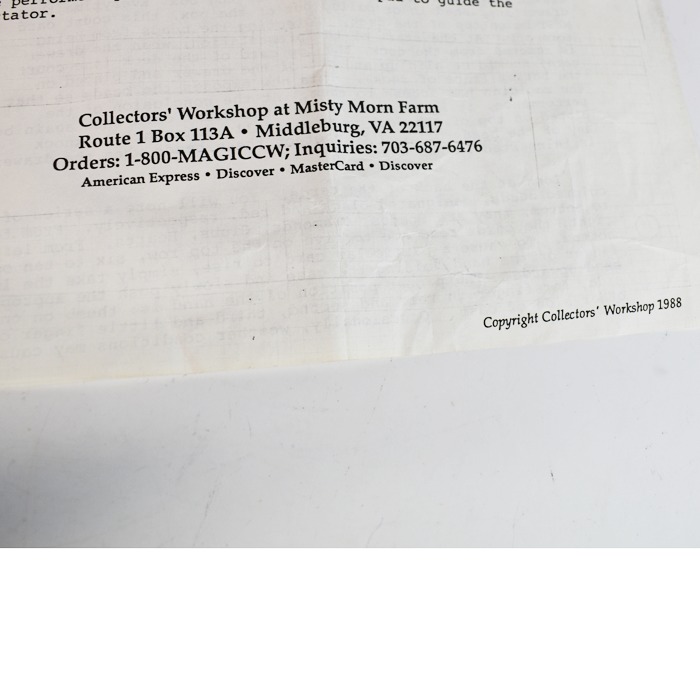 to guide the
tator.
Collectors' Workshop at Misty Morn Farm
Route 1 Box 113A • Middleburg, VA 22117
Orders: 1-800-MAGICCW; Inquiries: 703-687-6476
American Express • Discover • MasterCard • Discover
Copyright Collectors' Workshop 1988